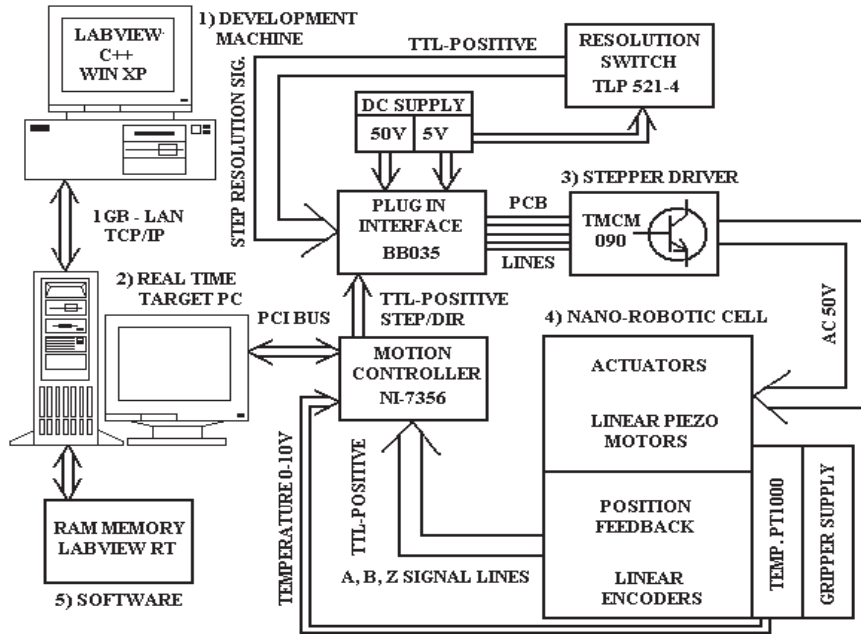 LABVIEW
C++
WIN XP
1) DEVELOPMENT
MACHINE
TTL-POSITIVE
RESOLUTION
SWITCH
TLP 521-4
STEP RESOLUTION SIG.
DC SUPPLY
50V
5V
3) STEPPER DRIVER
PLUG IN
INTERFACE
BB035
PCB
LINES
TMCM
090
1GB - LAN
TCP/IP
2) REAL TIME
TARGET PC
PCI BUS
TTL-POSITIVE
STEP/DIR
AC 50V
4) NANO-ROBOTIC CELL
MOTION
CONTROLLER
NI-7356
ACTUATORS
LINEAR PIEZO
MOTORS
TEMPERATURE 0-10V
TTL-POSITIVE
POSITION
FEEDBACK
LINEAR
ENCODERS
TEMP. PT1000
GRIPPER SUPPLY
RAM MEMORY
LABVIEW RT
A, B, Z SIGNAL LINES
5) SOFTWARE